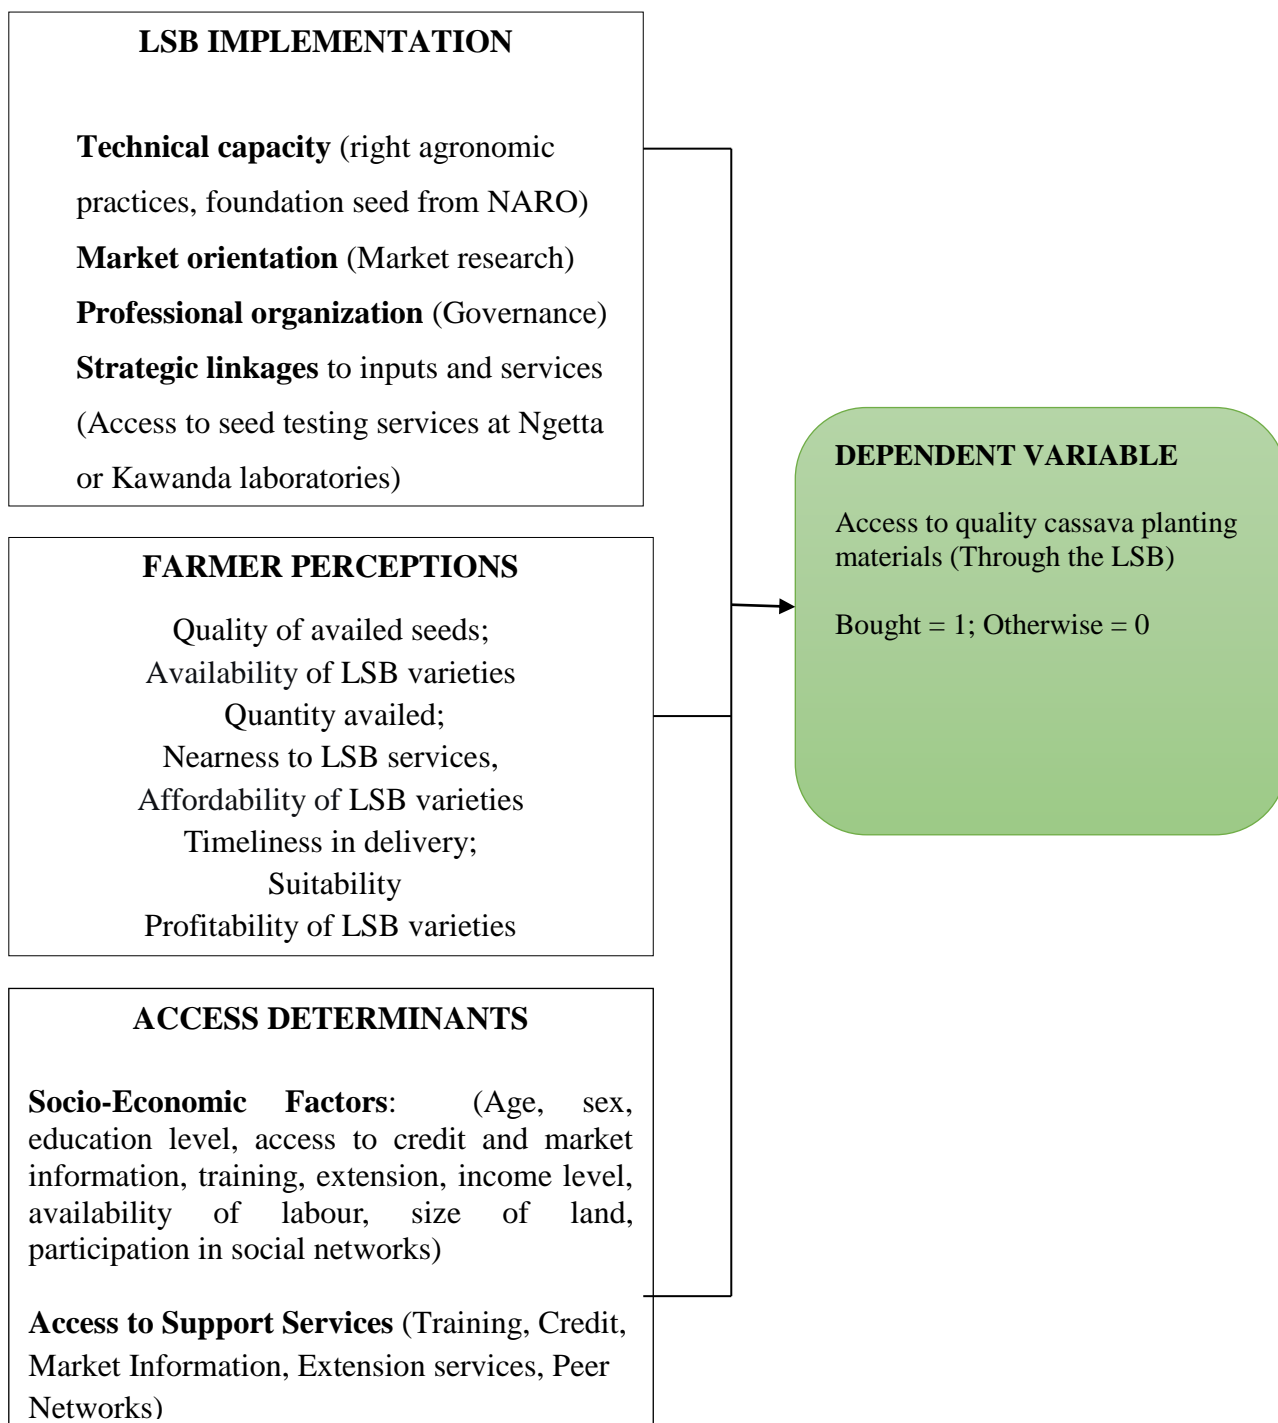 LSB IMPLEMENTATION
Technical capacity (right agronomic
practices, foundation seed from NARO)
Market orientation (Market research)
Professional organization (Governance)
Strategic linkages to inputs and services
(Access to seed testing services at Ngetta
or Kawanda laboratories)
FARMER PERCEPTIONS
Quality of availed seeds;
Availability of LSB varieties
Quantity availed;
Nearness to LSB services,
Affordability of LSB varieties
Timeliness in delivery;
Suitability
Profitability of LSB varieties
ACCESS DETERMINANTS
Socio-Economic Factors: (Age, sex,
education level, access to credit and market
information, training, extension, income level,
availability of labour, size of land,
participation in social networks)
Access to Support Services (Training, Credit,
Market Information, Extension services, Peer
Networks)
DEPENDENT VARIABLE
Access to quality cassava planting
materials (Through the LSB)
Bought = 1; Otherwise = 0